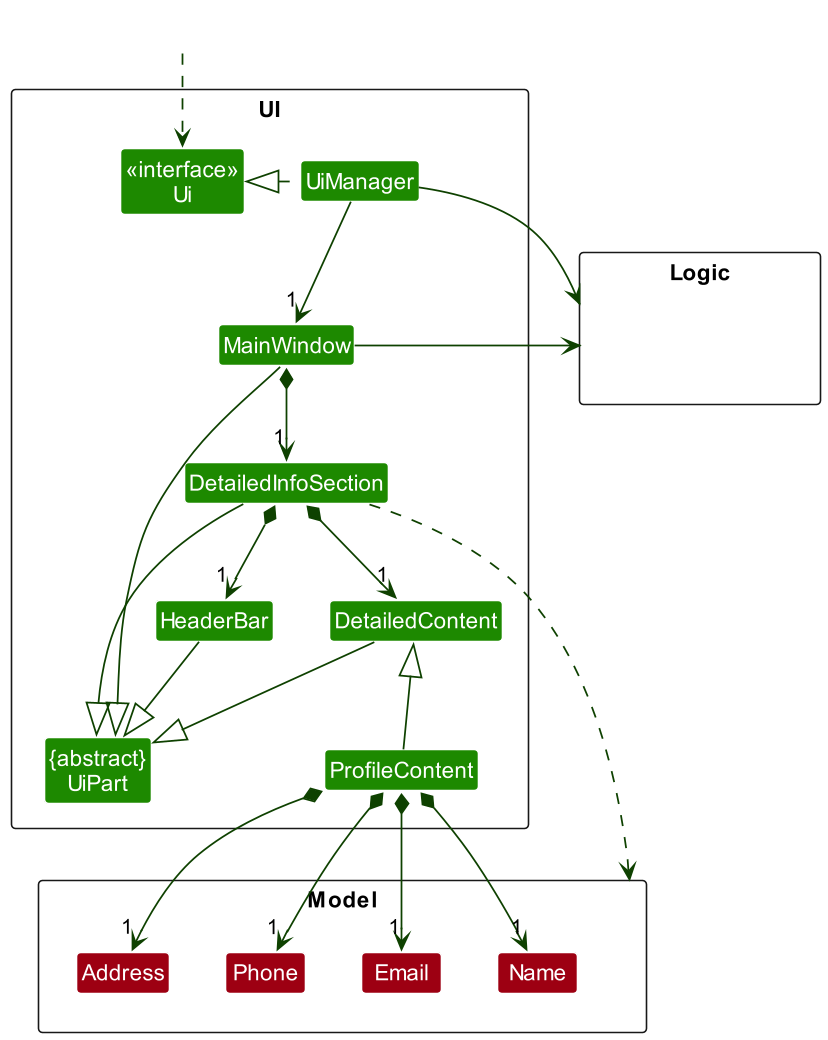 UI
«interface»
Ui
UiManager
Logic
1
MainWindow
1
DetailedInfoSection
1
1
HeaderBar
DetailedContent
{abstract}
UiPart
ProfileContent
Model
1
1
1
1
Address
Phone
Email
Name